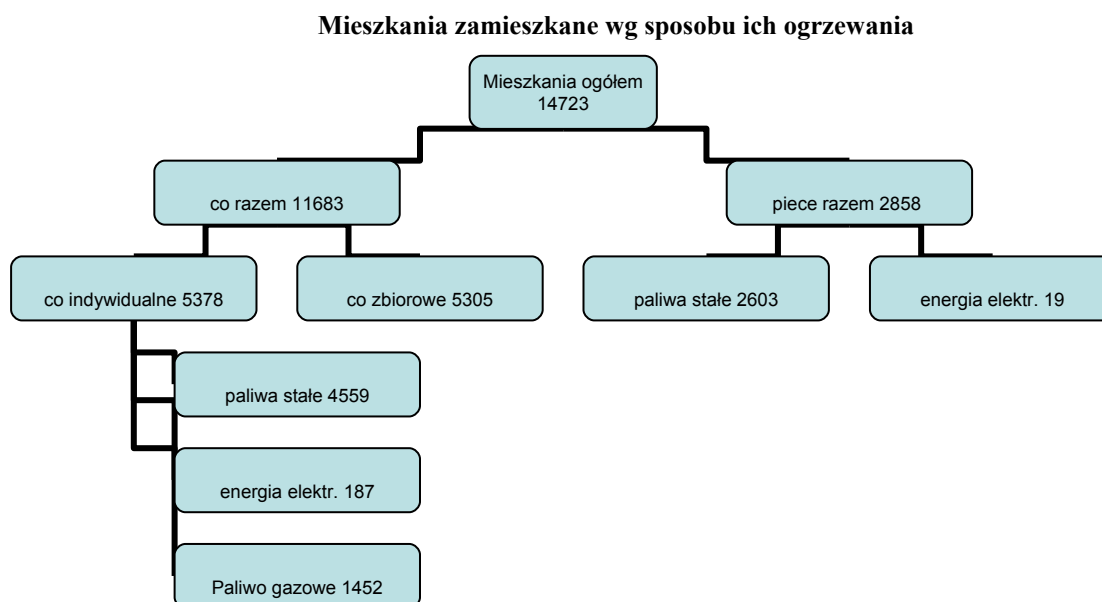 Mieszkania zamieszkane wg sposobu ich ogrzewania
Mieszkania ogółem
14723
co razem 11683
piece razem 2858
co indywidualne 5378
co zbiorowe 5305
paliwa stałe 2603
energia elektr. 19
paliwa stałe 4559
energia elektr. 187
Paliwo gazowe 1452